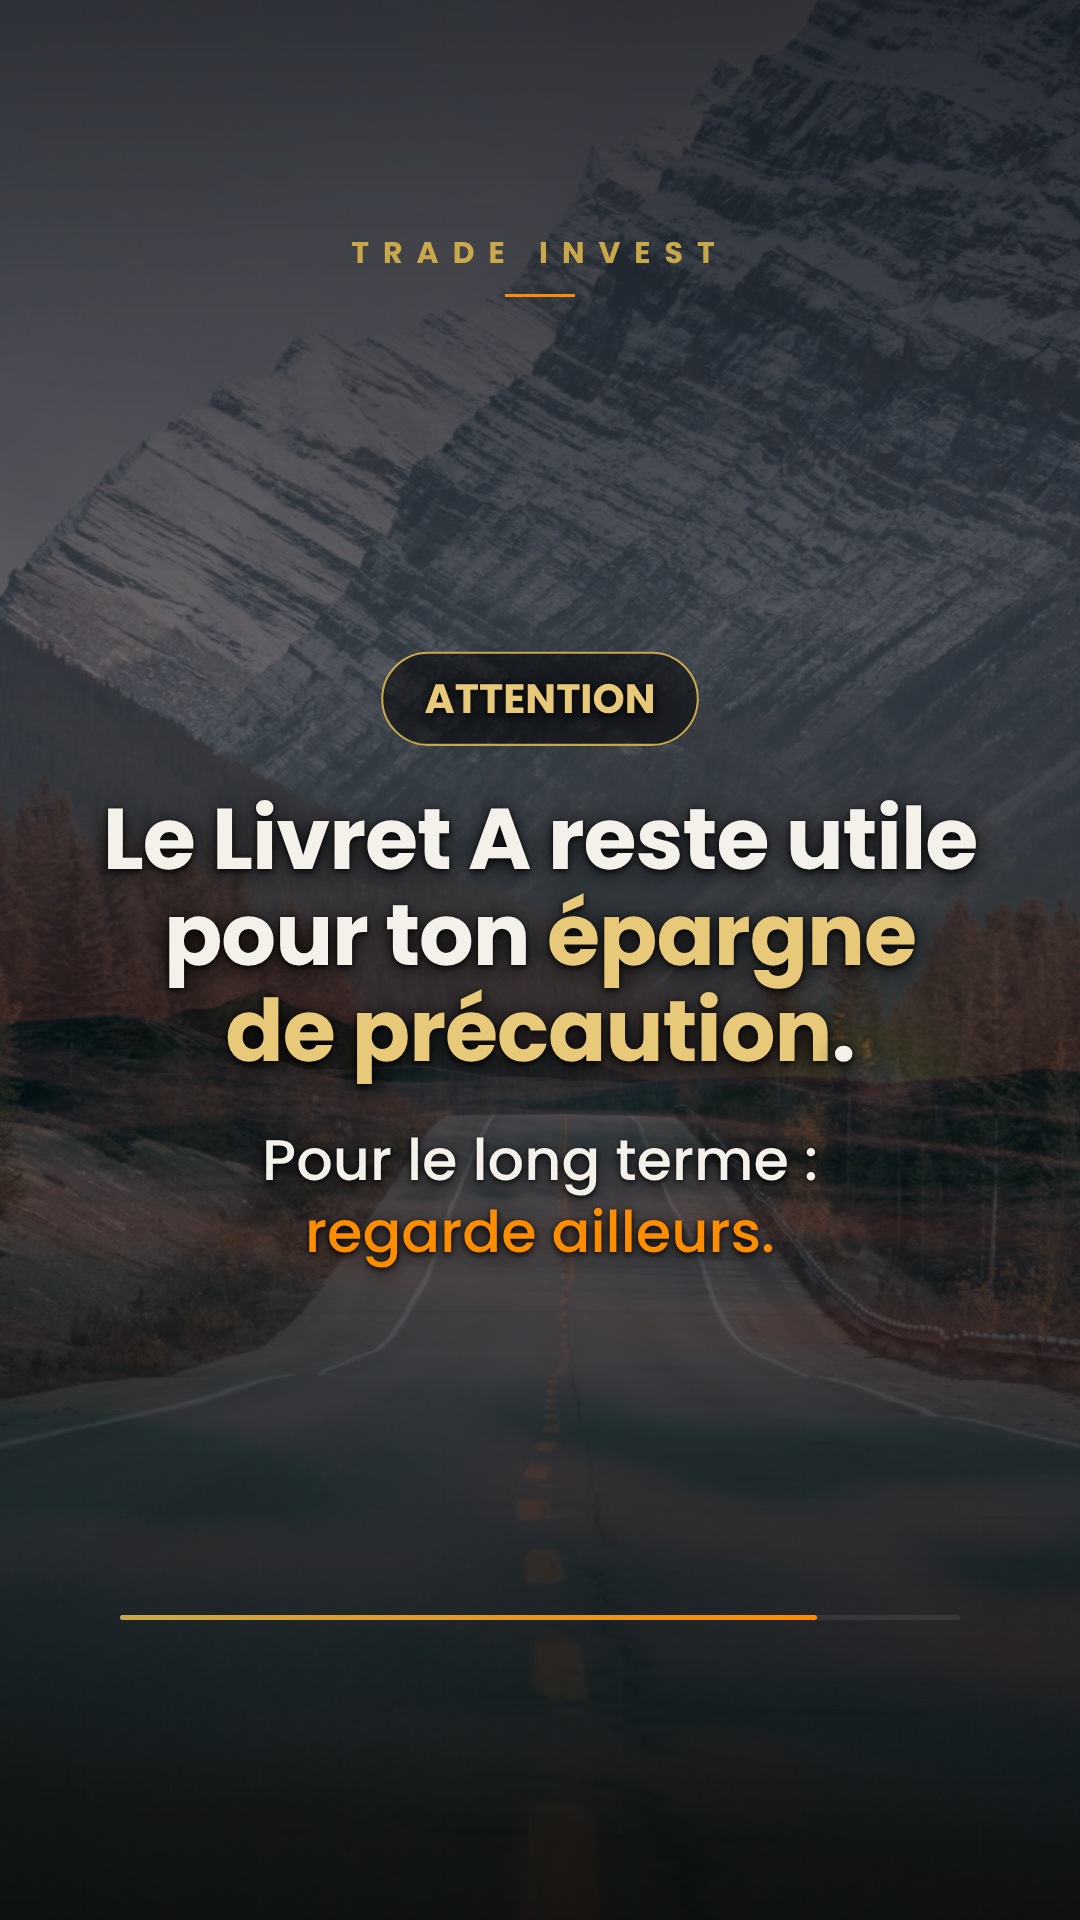 TRADE INVEST
ATTENTION
Le Livret A reste utile
pour ton épargne
de précaution.
Pour le long terme :
regarde ailleurs.